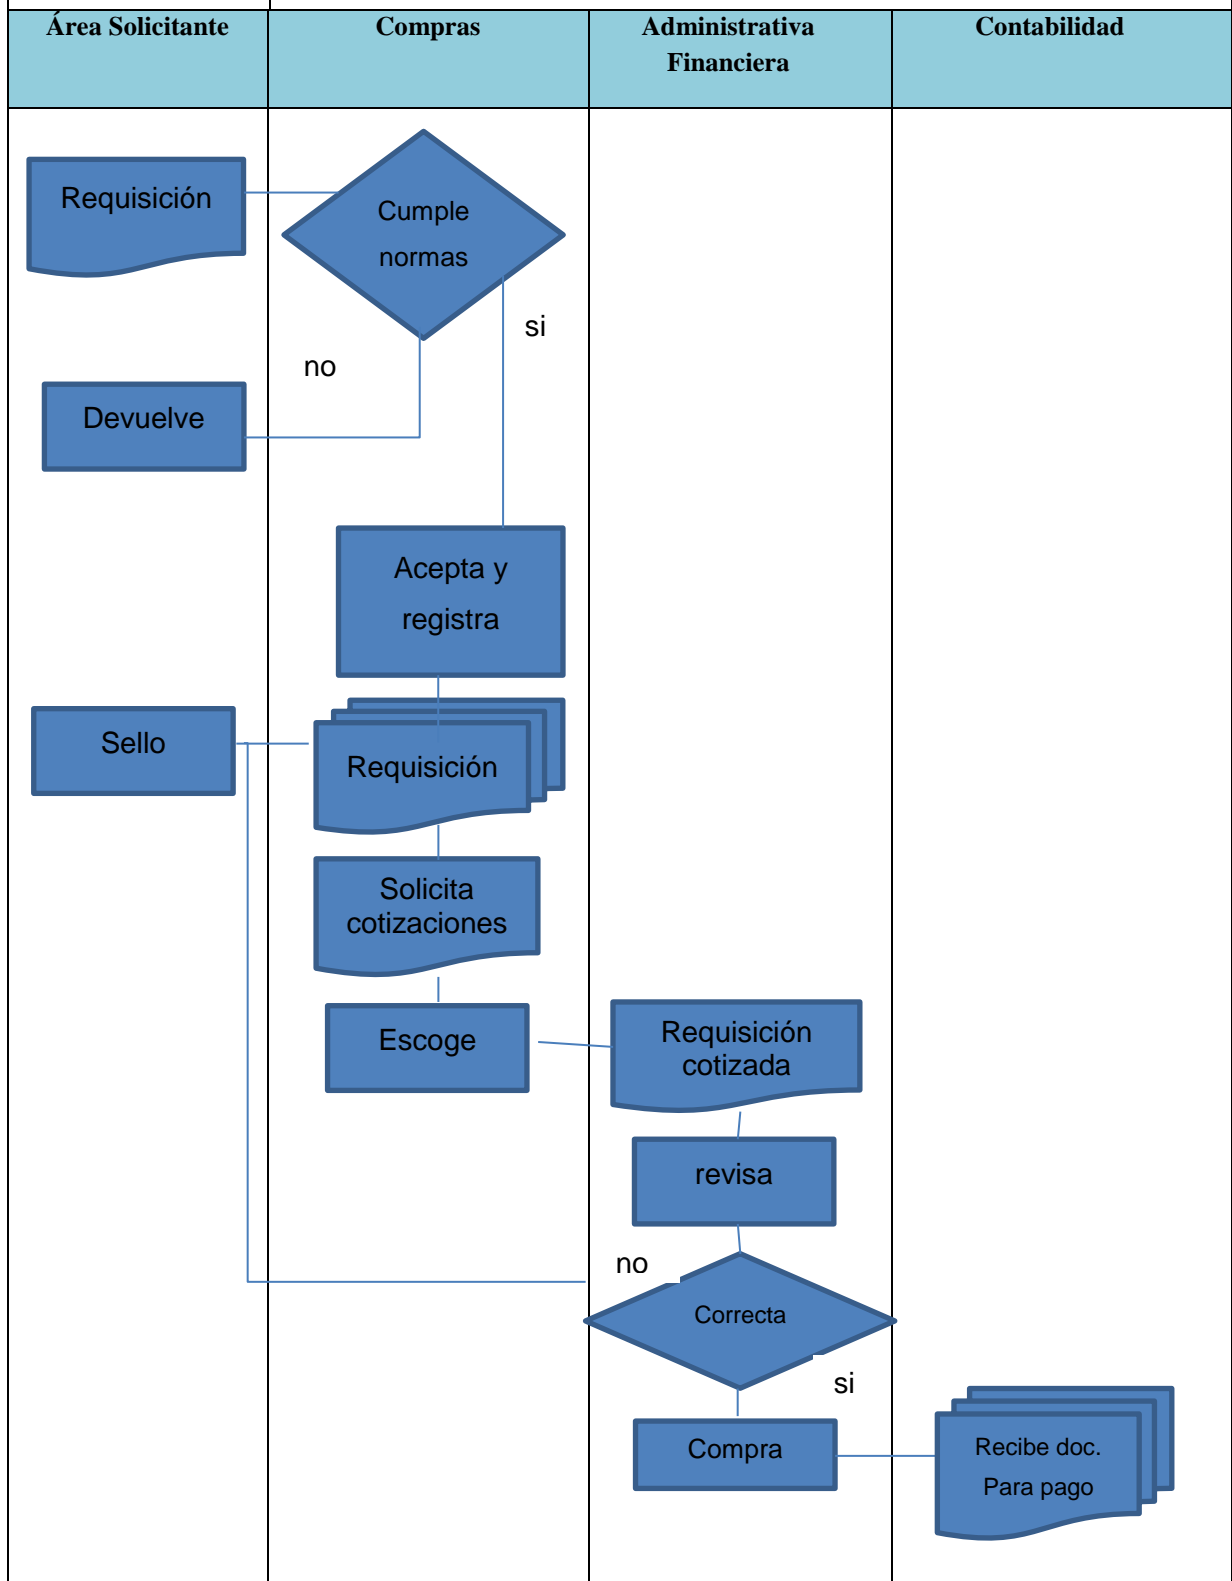 Área Solicitante
Compras
Administrativa
Financiera
Contabilidad
Requisición
Cumple
normas
si
no
Devuelve
Acepta y
registra
Sello
Requisición
Solicita
cotizaciones
Escoge
Requisición
cotizada
revisa
no
Correcta
si
Compra
Recibe doc.
Para pago